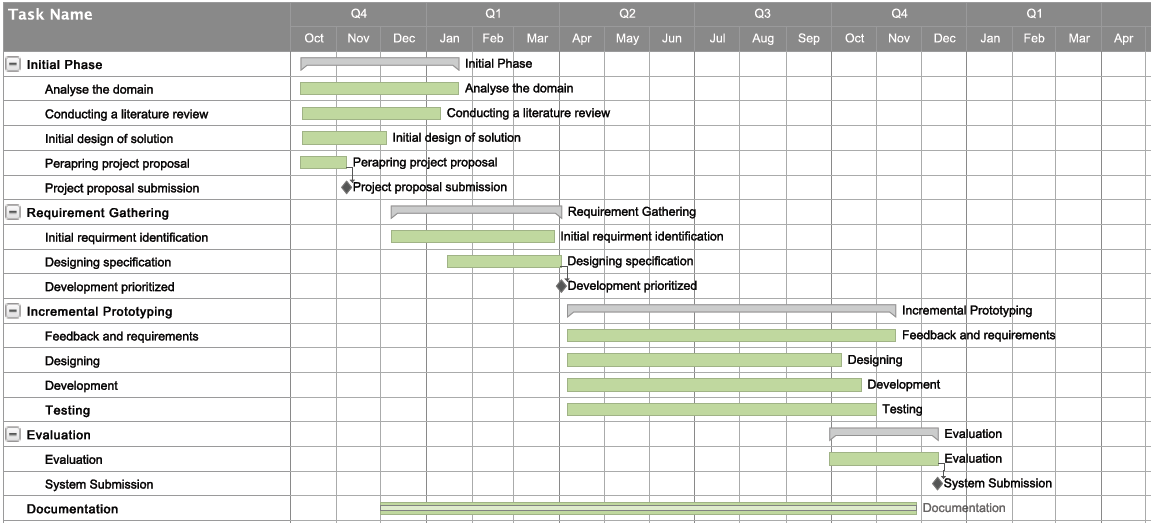 Task Name Q4 Q1 Q2 Q3 Q4 Q1
Oct Nov Dec Jan Feb Mar Apr May Jun Jul Aug Sep Oct Nov Dec Jan Feb Mar Apr
Initial Phase Initial Phase
Analyse the domain Analyse the domain
Conducting a literature review Conducting a literature review
Initial design of solution Initial design of solution
Perapring project proposal Perapring project proposal
Project proposal submission Project proposal submission
Requirement Gathering Requirement Gathering
Initial requirment identification Initial requirment identification
Designing specification Designing specification
Development prioritized Development prioritized
Incremental Prototyping Incremental Prototyping
Feedback and requirements Feedback and requirements
Designing Designing
Development Development
Testing Testing
Evaluation Evaluation
Evaluation Evaluation
System Submission System Submission
Documentation Documentation